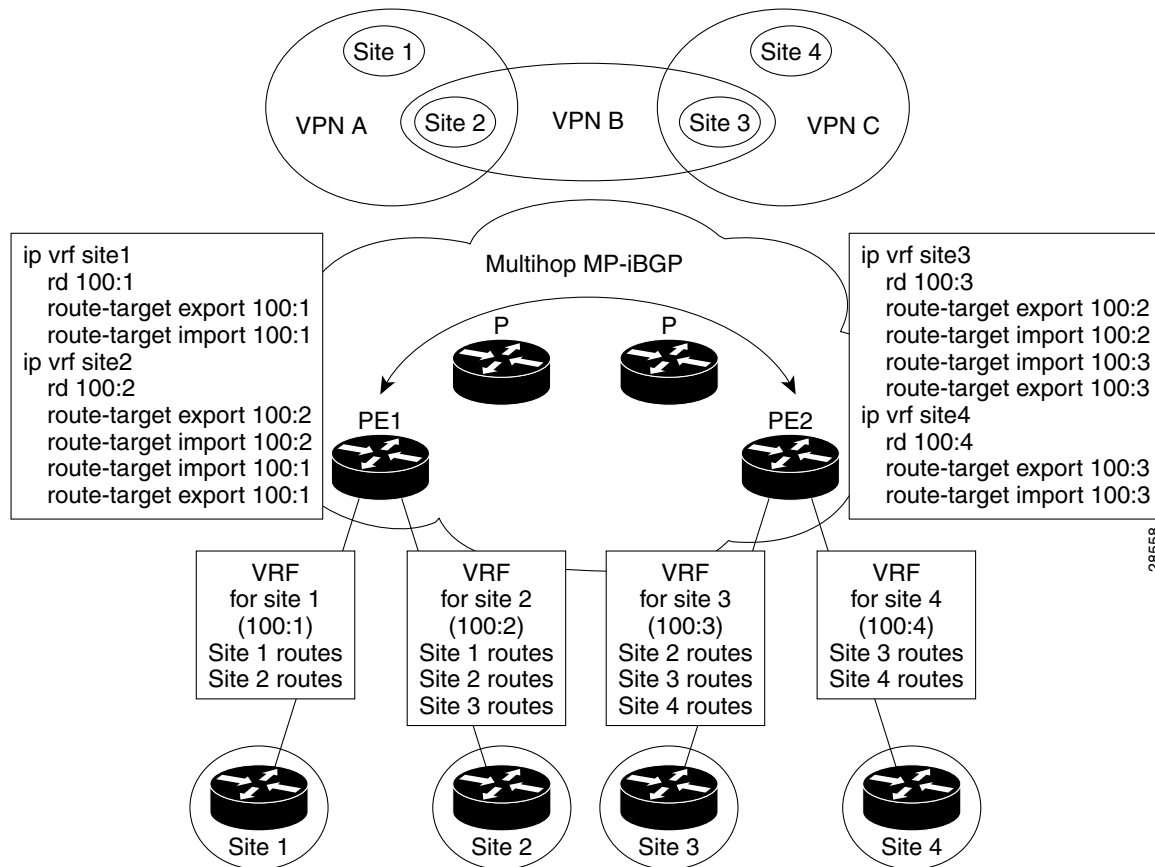 Site 1
Site 4
VPN A
Site 2
VPN B
Site 3
VPN C
ip vrf site1
rd 100:1
route-target export 100:1
route-target import 100:1
ip vrf site2
rd 100:2
route-target export 100:2
route-target import 100:2
route-target import 100:1
route-target export 100:1
Multihop MP-iBGP
P
P
PE1
PE2
ip vrf site3
rd 100:3
route-target export 100:2
route-target import 100:2
route-target import 100:3
route-target export 100:3
ip vrf site4
rd 100:4
route-target export 100:3
route-target import 100:3
28558
VRF
for site 1
(100:1)
Site 1 routes
Site 2 routes
VRF
for site 2
(100:2)
Site 1 routes
Site 2 routes
Site 3 routes
VRF
for site 3
(100:3)
Site 2 routes
Site 3 routes
Site 4 routes
VRF
for site 4
(100:4)
Site 3 routes
Site 4 routes
Site 1
Site 2
Site 3
Site 4